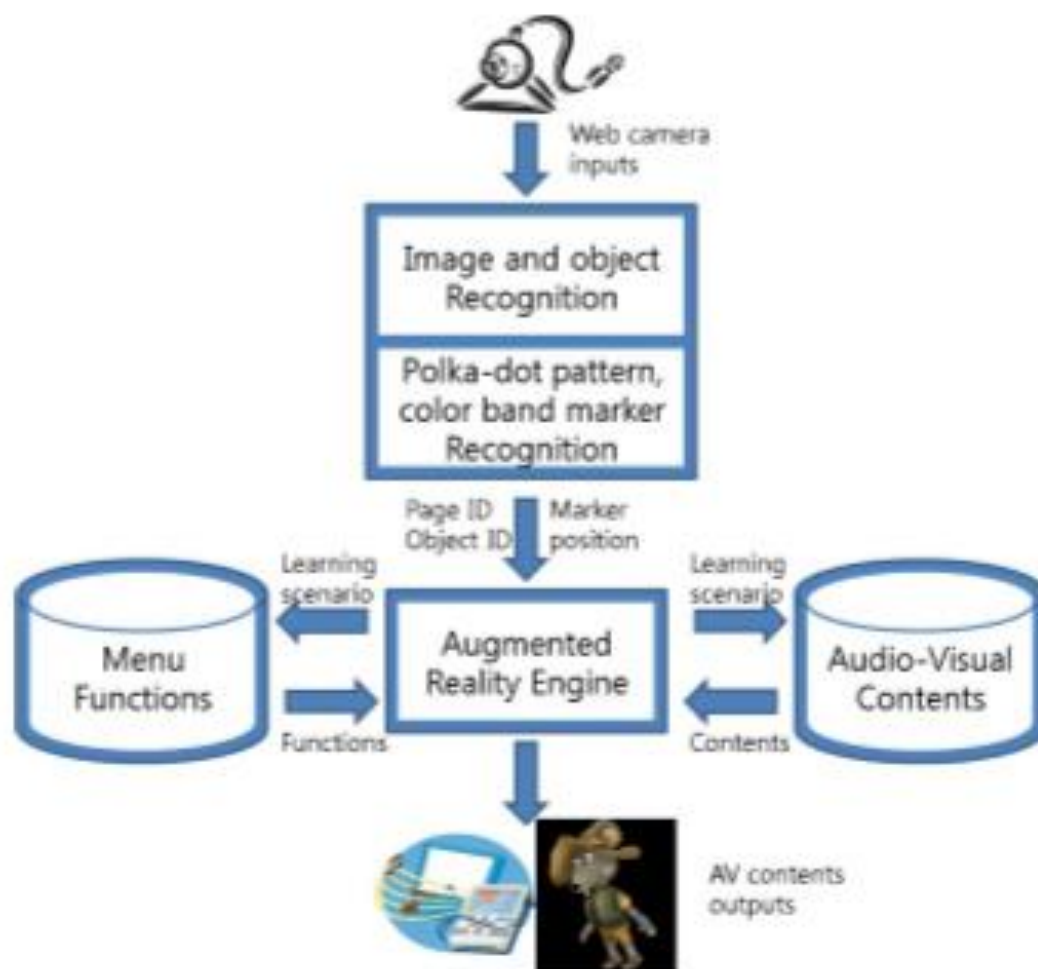 Web camera
inputs
Image and object
Recognition
Polka-dot pattern,
color band marker
Recognition
Page ID
Object ID
Marker
position
Learning
scenario
Learning
scenario
Menu
Functions
Augmented
Reality Engine
Audio-Visual
Contents
Functions
Contents
AV contents
outputs